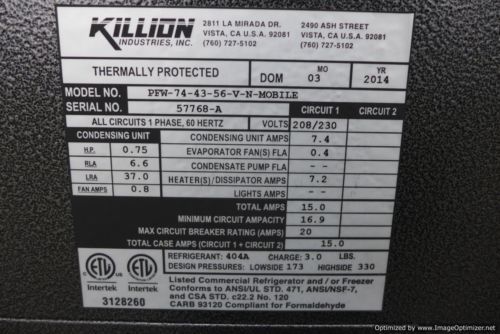 KILLION
INDUSTRIES, INC.
2811 LA MIRADA DR.
VISTA, CA U.S.A. 92081
(760) 727-5102
2490 ASH STREET
VISTA, CA U.S.A. 92081
(760) 727-5102
THERMALLY PROTECTED
DOM
MO
03
YR
2014
MODEL NO. PFW-74-43-56-V-N-MOBILE
SERIAL NO. 57768-A
CIRCUIT 1 CIRCUIT 2
ALL CIRCUITS 1 PHASE, 60 HERTZ VOLTS 208/230
CONDENSING UNIT
H.P. 0.75
RLA 6.6
LRA 37.0
FAN AMPS 0.8
CONDENSING UNIT AMPS 7.4
EVAPORATOR FAN(S) FLA 0.4
CONDENSATE PUMP FLA --
HEATER(S)/DISSIPATOR AMPS 7.2
LIGHTS AMPS --
TOTAL AMPS 15.0
MINIMUM CIRCUIT AMPACITY 16.9
MAX CIRCUIT BREAKER RATING (AMPS) 20
TOTAL CASE AMPS (CIRCUIT 1 + CIRCUIT 2) 15.0
REFRIGERANT: 404A CHARGE: 3.0 LBS.
DESIGN PRESSURES: LOWSIDE 173 HIGHSIDE 330
ETL
ETL
Intertek
Intertek
3128260
Listed Commercial Refrigerator and / or Freezer
Conforms to ANSI/UL STD. 471, ANSI/NSF-7,
and CSA STD. c22.2 No. 120
CARB 93120 Compliant for Formaldehyde
Optimized by www.ImageOptimizer.net